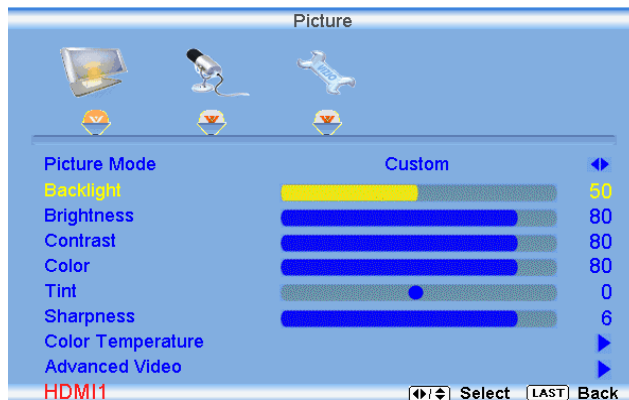 Picture
Picture Mode Custom
Backlight 50
Brightness 80
Contrast 80
Color 80
Tint 0
Sharpness 6
Color Temperature
Advanced Video
HDMI1 Select LAST Back